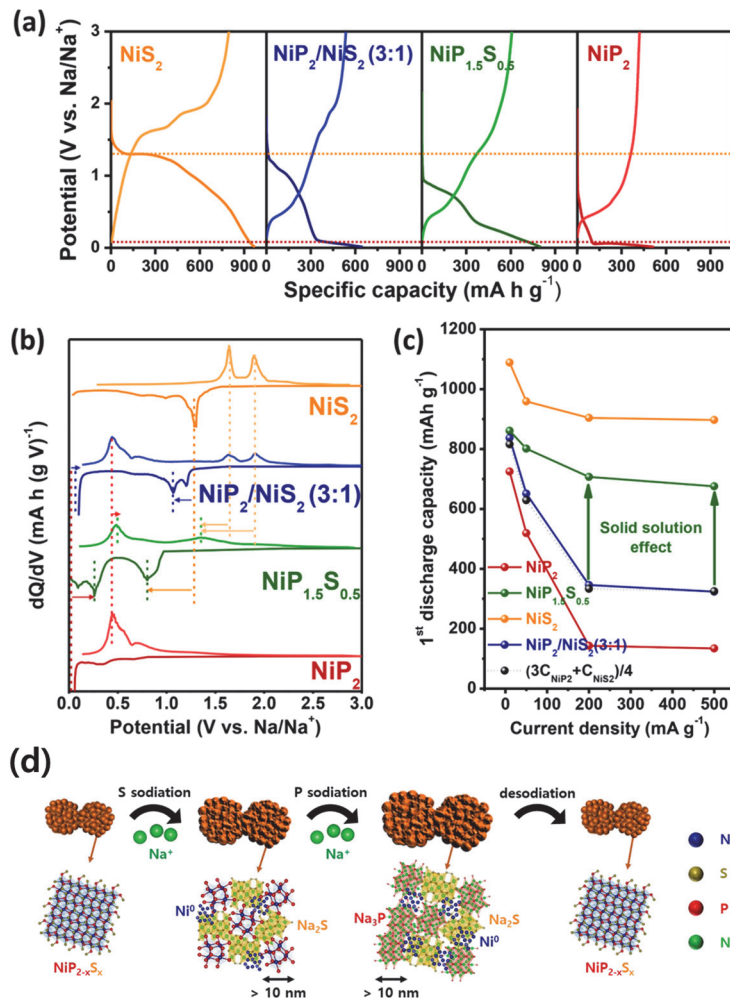 (a)
NiS₂
NiP₂/NiS₂ (3:1)
NiP₁.₅S₀.₅
NiP₂
Potential (V vs. Na/Na⁺)
3
2
1
0
0 300 600 900 0 300 600 900 0 300 600 900 0 300 600 900
Specific capacity (mA h g⁻¹)
(b)
dQ/dV (mA h (g V)⁻¹)
NiS₂
NiP₂/NiS₂ (3:1)
NiP₁.₅S₀.₅
NiP₂
0.0 0.5 1.0 1.5 2.0 2.5 3.0
Potential (V vs. Na/Na⁺)
(c)
1ˢᵗ discharge capacity (mAh g⁻¹)
1200
1000
800
600
400
200
0
Solid solution
effect
NiP₂
NiP₁.₅S₀.₅
NiS₂
NiP₂/NiS₂(3:1)
(3C_NiP2+C_NiS2)/4
0 100 200 300 400 500
Current density (mA g⁻¹)
(d)
S sodiation
P sodiation
desodiation
Na⁺
Na⁺
Ni⁰
Na₂S
Na₃P
Na₂S
Ni⁰
NiP₂₋ₓSₓ
> 10 nm
> 10 nm
NiP₂₋ₓSₓ
N
S
P
N